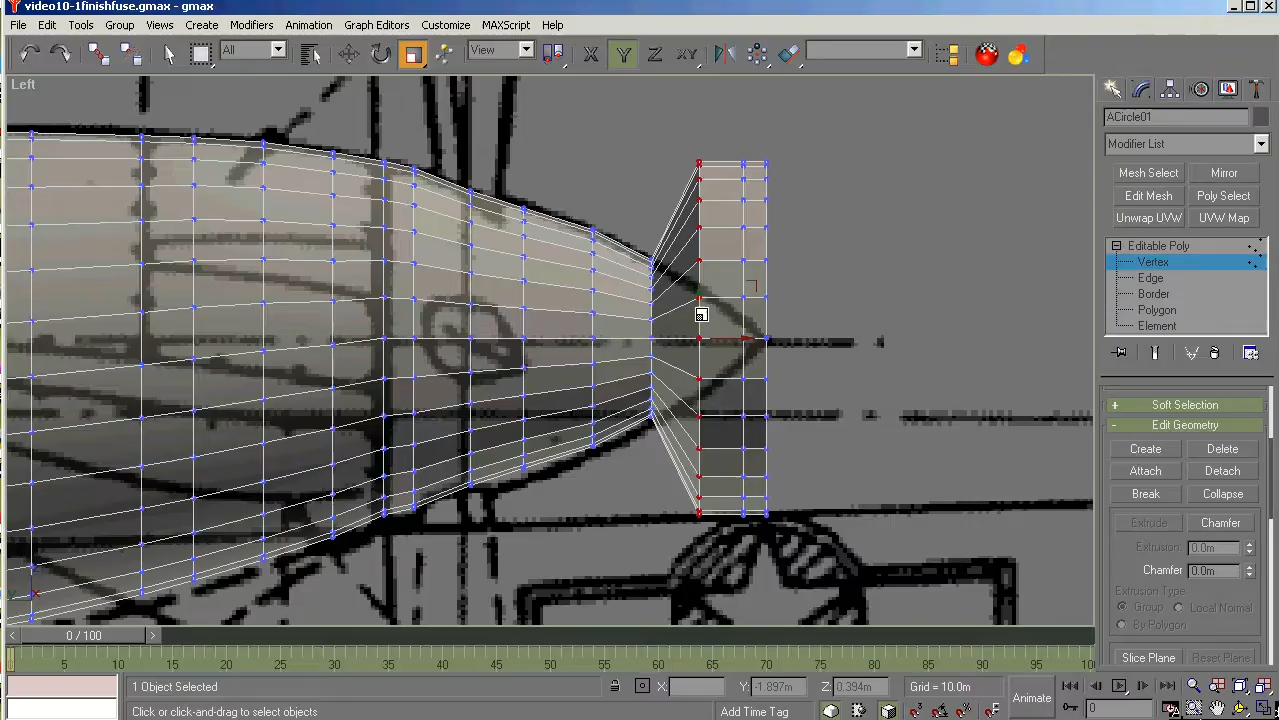 video10-1finishfuse.gmax - gmax
File Edit Tools Group Views Create Modifiers Animation Graph Editors Customize MAXScript Help
All View X Y Z XY
Left
ACircle01
Modifier List
Mesh Select Mirror
Edit Mesh Poly Select
Unwrap UVW UVW Map
Editable Poly
Vertex
Edge
Border
Polygon
Element
+ Soft Selection
- Edit Geometry
Create Delete
Attach Detach
Break Collapse
Extrude Chamfer
Extrusion: 0.0m
Chamfer 0.0m
Extrusion Type
Group Local Normal
By Polygon
Slice Plane Reset Plane
< 0 / 100 >
5 10 15 20 25 30 35 40 45 50 55 60 65 70 75 80 85 90 95 100
1 Object Selected X: Y: -1.897m Z: 0.394m Grid = 10.0m Animate
Click or click-and-drag to select objects Add Time Tag 0